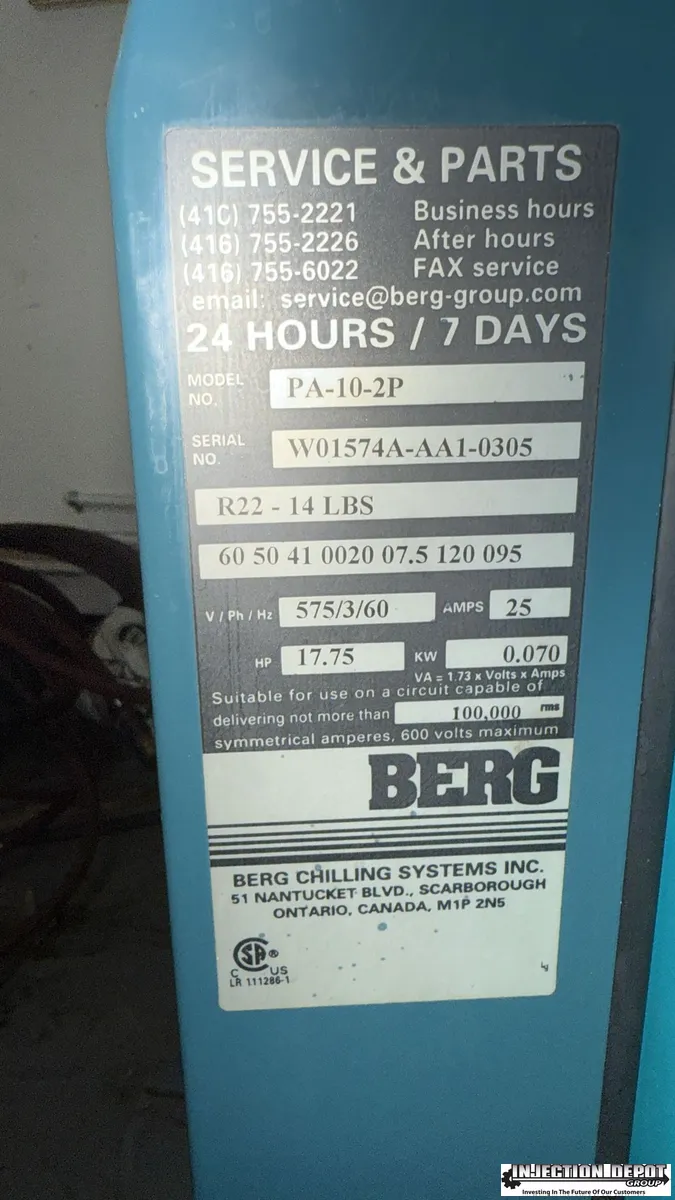 SERVICE & PARTS
(410) 755-2221 Business hours
(416) 755-2226 After hours
(416) 755-6022 FAX service
email: service@berg-group.com
24 HOURS / 7 DAYS
MODEL NO. PA-10-2P
SERIAL NO. W01574A-AA1-0305
R22 - 14 LBS
60 50 41 0020 07.5 120 095
V / Ph / Hz 575/3/60 AMPS 25
HP 17.75 KW 0.070
VA = 1.73 x Volts x Amps
Suitable for use on a circuit capable of
delivering not more than 100,000 rms
symmetrical amperes, 600 volts maximum
BERG
BERG CHILLING SYSTEMS INC.
51 NANTUCKET BLVD., SCARBOROUGH
ONTARIO, CANADA, M1P 2N5
CSA ®
C US
LR 111286-1
INJECTION DEPOT
GROUP
Investing In The Future Of Our Customers